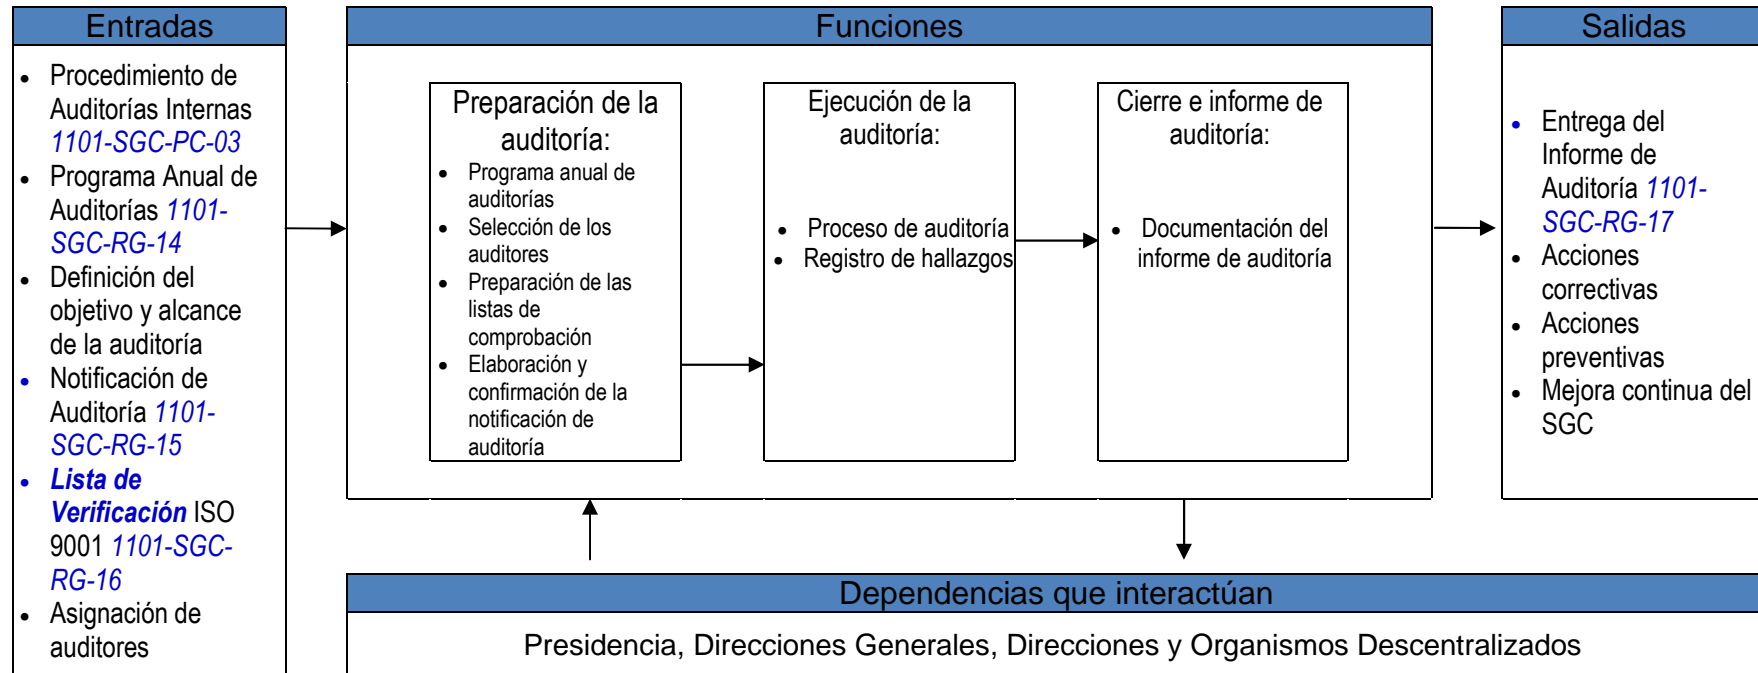 Entradas
Procedimiento de
Auditorías Internas
1101-SGC-PC-03
Programa Anual de
Auditorías 1101-
SGC-RG-14
Definición del
objetivo y alcance
de la auditoría
Notificación de
Auditoría 1101-
SGC-RG-15
Lista de
Verificación ISO
9001 1101-SGC-
RG-16
Asignación de
auditores
Funciones
Preparación de la
auditoría:
Programa anual de
auditorías
Selección de los
auditores
Preparación de las
listas de
comprobación
Elaboración y
confirmación de la
notificación de
auditoría
Ejecución de la
auditoría:
Proceso de auditoría
Registro de hallazgos
Cierre e informe de
auditoría:
Documentación del
informe de auditoría
Salidas
Entrega del
Informe de
Auditoría 1101-
SGC-RG-17
Acciones
correctivas
Acciones
preventivas
Mejora continua del
SGC
Dependencias que interactúan
Presidencia, Direcciones Generales, Direcciones y Organismos Descentralizados